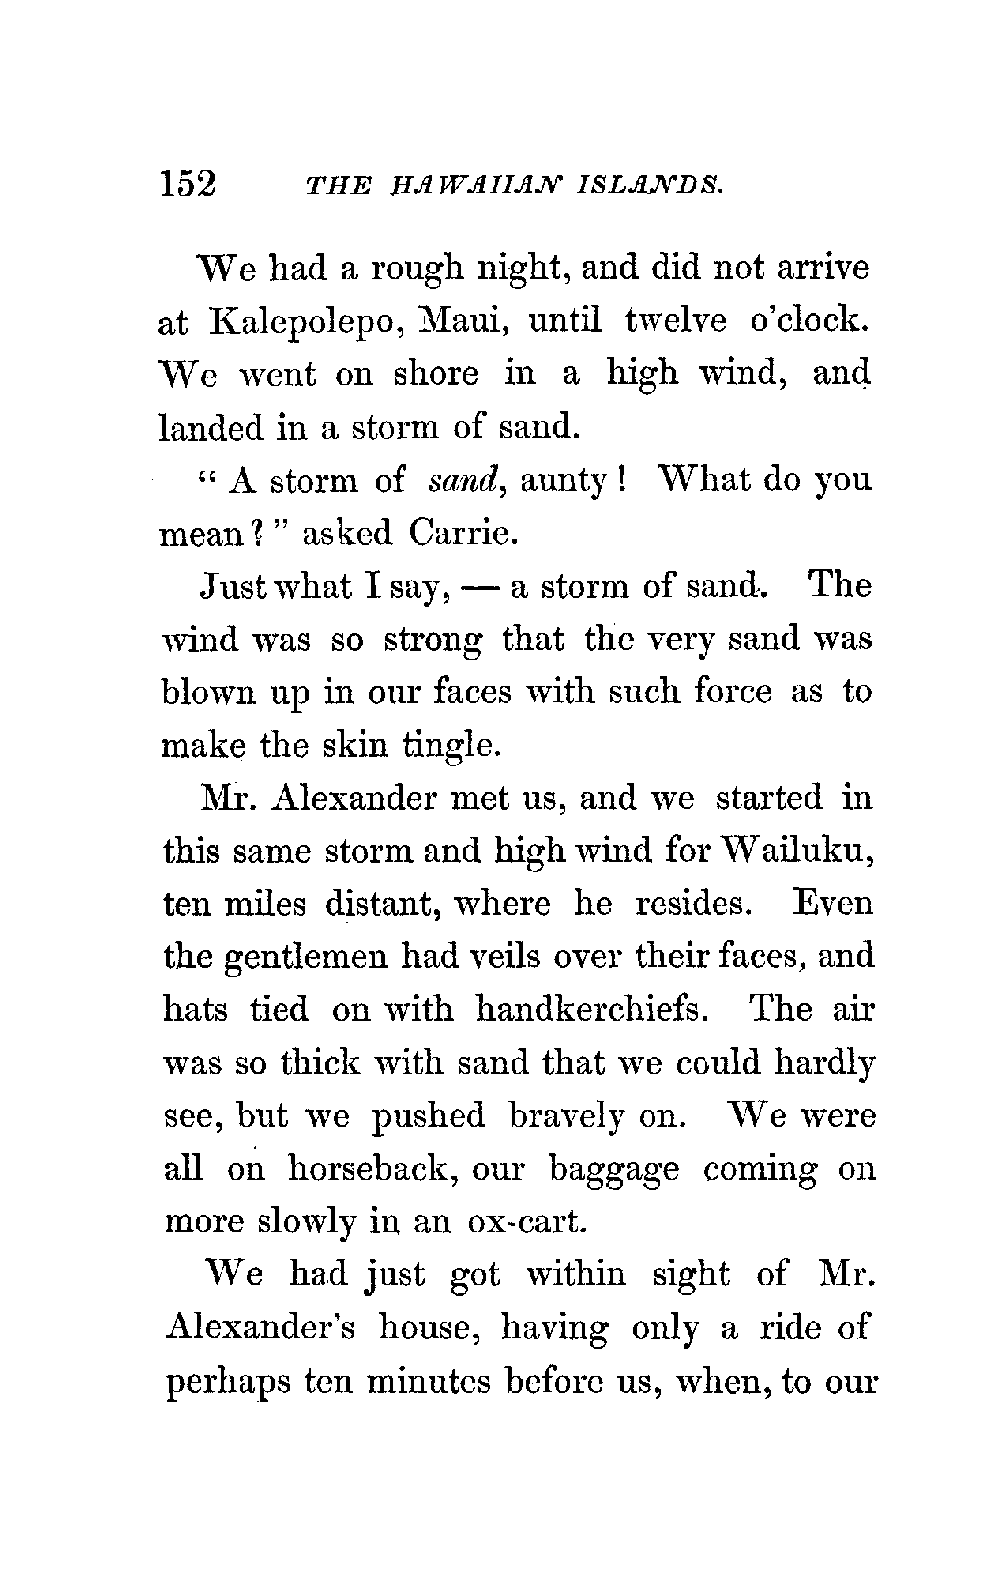 152 THE HAWAIIAN ISLANDS.
We had a rough night, and did not arrive
at Kalepolepo, Maui, until twelve o'clock.
We went on shore in a high wind, and
landed in a storm of sand.
“ A storm of sand, aunty ! What do you
mean ? ” asked Carrie.
Just what I say, — a storm of sand. The
wind was so strong that the very sand was
blown up in our faces with such force as to
make the skin tingle.
Mr. Alexander met us, and we started in
this same storm and high wind for Wailuku,
ten miles distant, where he resides. Even
the gentlemen had veils over their faces, and
hats tied on with handkerchiefs. The air
was so thick with sand that we could hardly
see, but we pushed bravely on. We were
all on horseback, our baggage coming on
more slowly in an ox-cart.
We had just got within sight of Mr.
Alexander's house, having only a ride of
perhaps ten minutes before us, when, to our